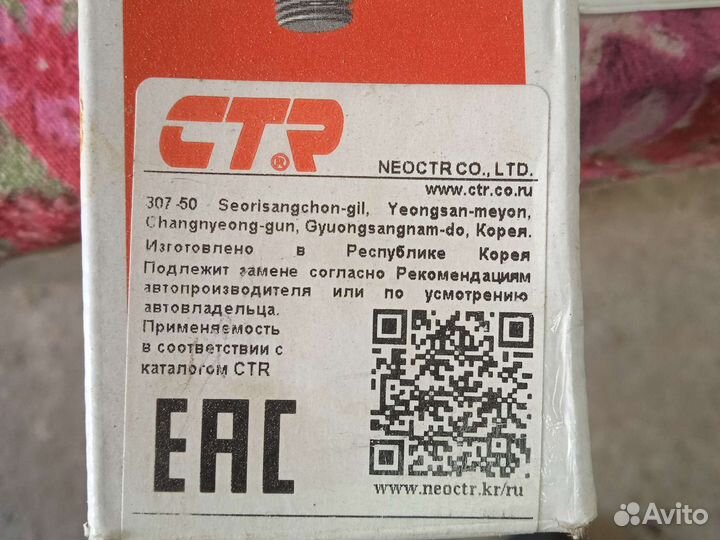 CTR®
NEOCTR CO., LTD.
www.ctr.co.ru
307-50 Seorisangchon-gil, Yeongsan-meyon,
Changnyeong-gun, Gyuongsangnam-do, Корея.
Изготовлено в Республике Корея
Подлежит замене согласно Рекомендациям
автопроизводителя или по усмотрению
автовладельца.
Применяемость
в соответствии с
каталогом CTR
EAC
www.neoctr.kr/ru
Avito